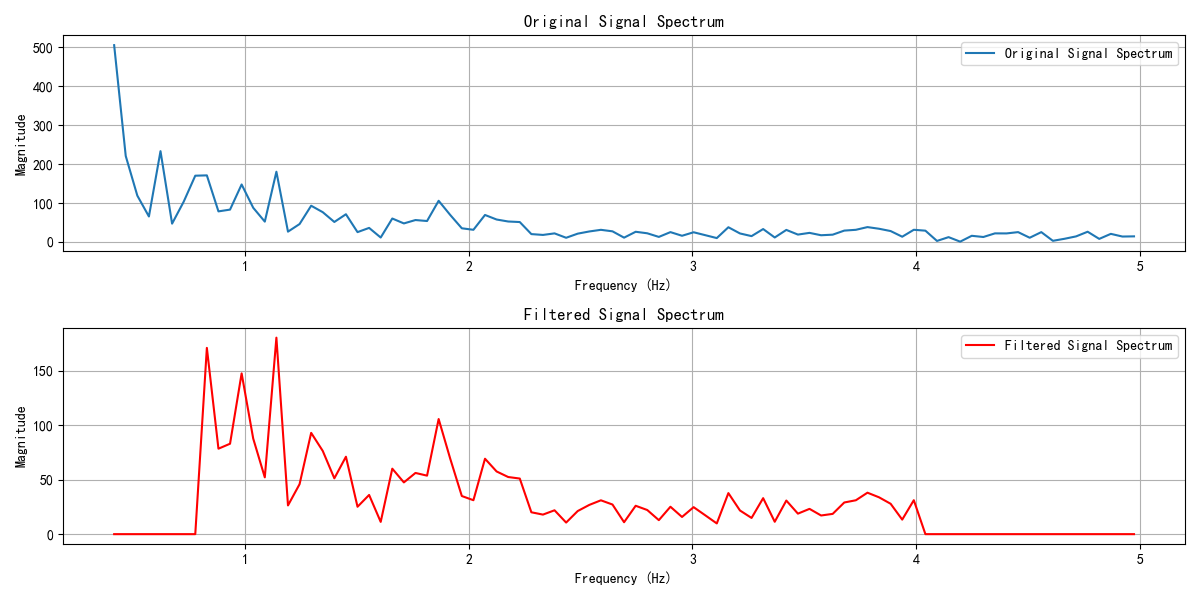 Original Signal Spectrum
Original Signal Spectrum
500
400
300
200
100
0
Magnitude
1 2 3 4 5
Frequency (Hz)
Filtered Signal Spectrum
Filtered Signal Spectrum
150
100
50
0
Magnitude
1 2 3 4 5
Frequency (Hz)